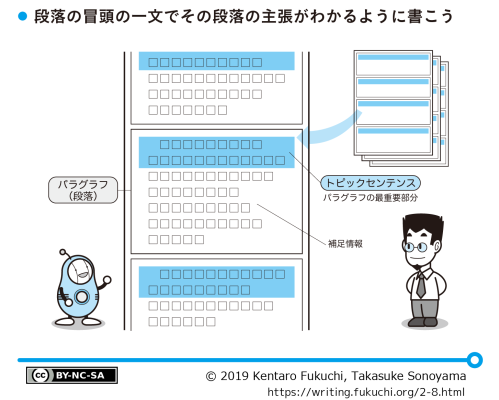 段落の冒頭の一文でその段落の主張がわかるように書こう
パラグラフ
(段落)
トピックセンテンス
パラグラフの最重要部分
補足情報
cc BY-NC-SA
© 2019 Kentaro Fukuchi, Takasuke Sonoyama
https://writing.fukuchi.org/2-8.html